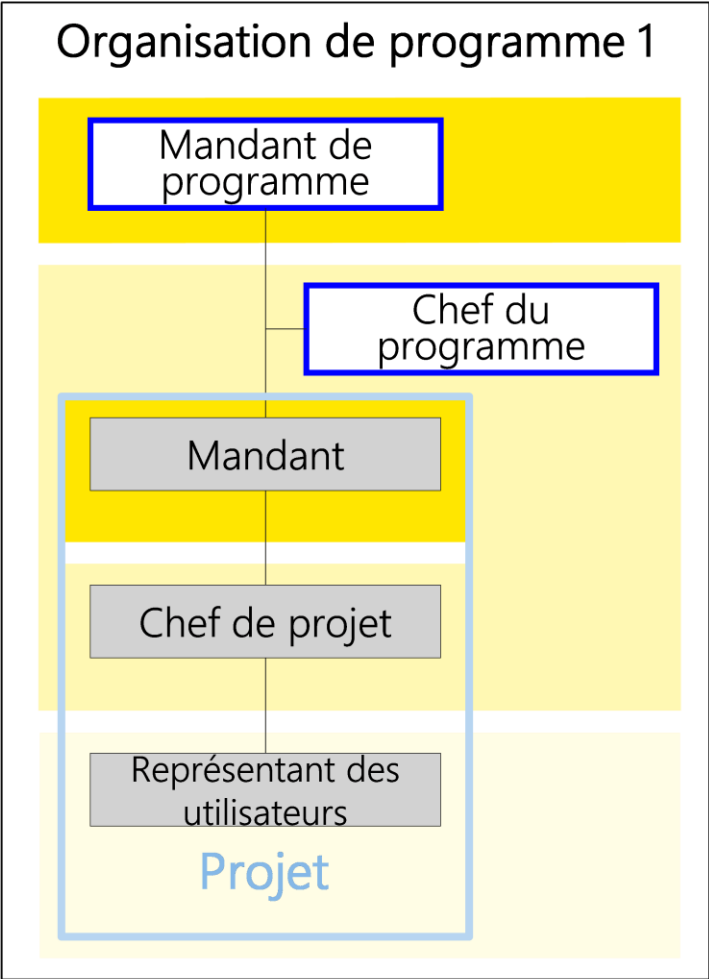 Organisation de programme 1
Mandant de
programme
Chef du
programme
Mandant
Chef de projet
Représentant des
utilisateurs
Projet